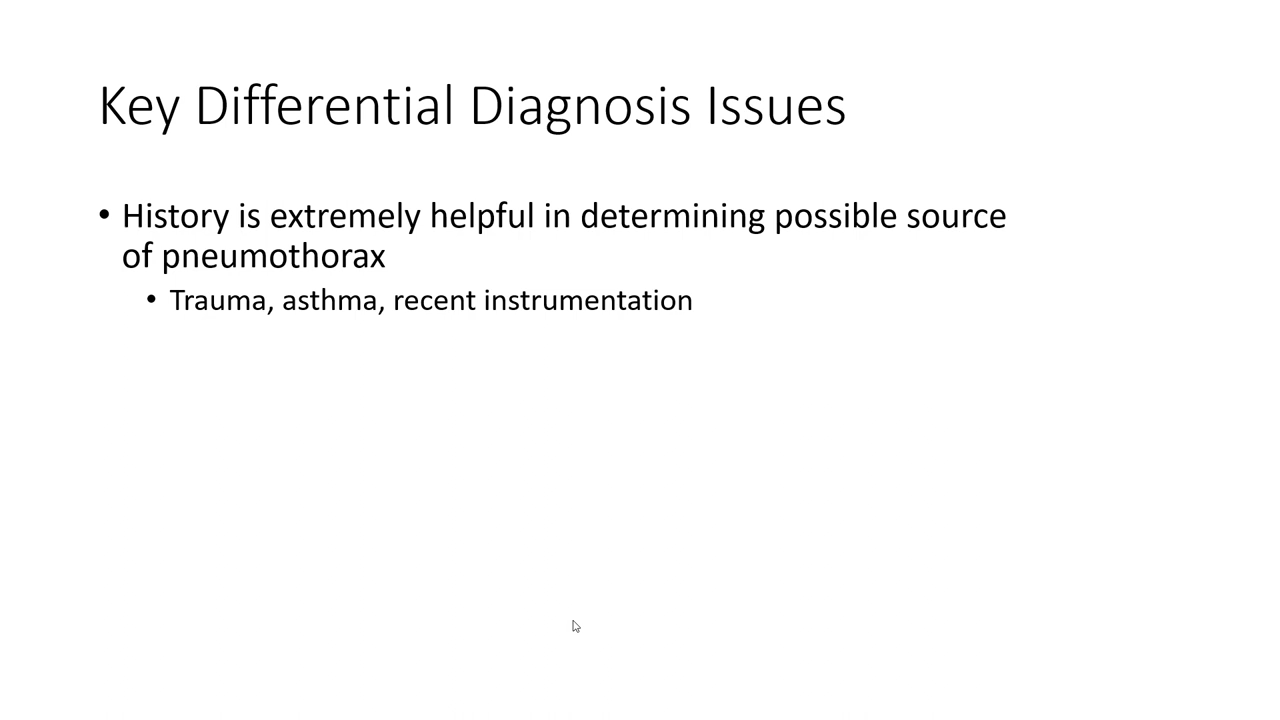 Key Differential Diagnosis Issues
• History is extremely helpful in determining possible source
of pneumothorax
• Trauma, asthma, recent instrumentation